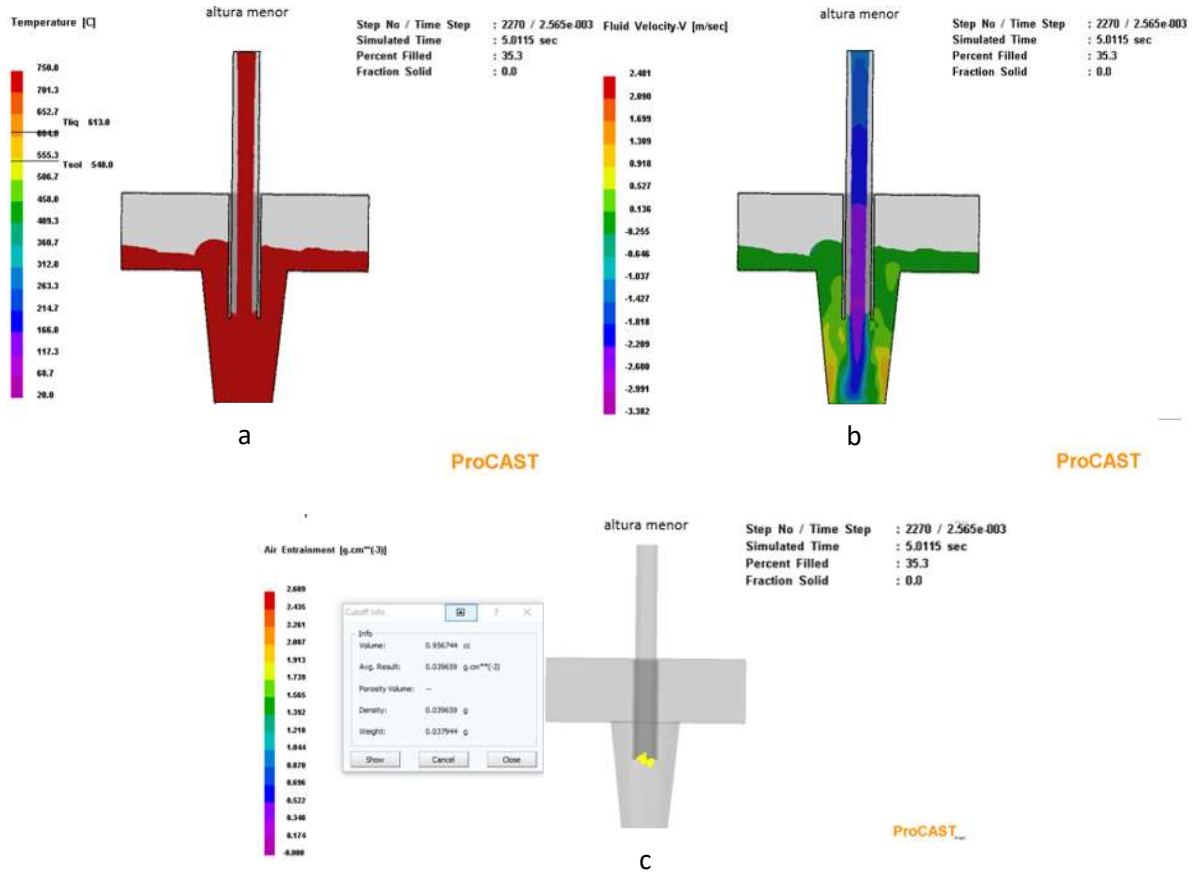 Temperature [C]
altura menor
Step No / Time Step : 2270 / 2.565e-003
Simulated Time : 5.0115 sec
Percent Filled : 35.3
Fraction Solid : 0.0
750.0
701.3
652.7
Tliq 613.0
604.0
555.3
Tsol 540.0
506.7
458.0
409.3
360.7
312.0
263.3
214.7
166.0
117.3
68.7
20.0
a
ProCAST
Fluid Velocity-V [m/sec]
altura menor
Step No / Time Step : 2270 / 2.565e-003
Simulated Time : 5.0115 sec
Percent Filled : 35.3
Fraction Solid : 0.0
2.481
2.090
1.699
1.309
0.918
0.527
0.136
-0.255
-0.646
-1.037
-1.427
-1.818
-2.209
-2.600
-2.991
-3.382
b
ProCAST
Air Entrainment [g.cm**(-3)]
altura menor
Step No / Time Step : 2270 / 2.565e-003
Simulated Time : 5.0115 sec
Percent Filled : 35.3
Fraction Solid : 0.0
2.609
2.435
2.261
2.087
1.913
1.739
1.565
1.392
1.218
1.044
0.870
0.696
0.522
0.348
0.174
-0.000
Cutoff Info
Info
Volume: 0.956744 cc
Avg. Result: 0.039659 g.cm**(-3)
Porosity Volume: --
Density: 0.039659 g
Weight: 0.037944 g
Show Cancel Close
ProCAST
c